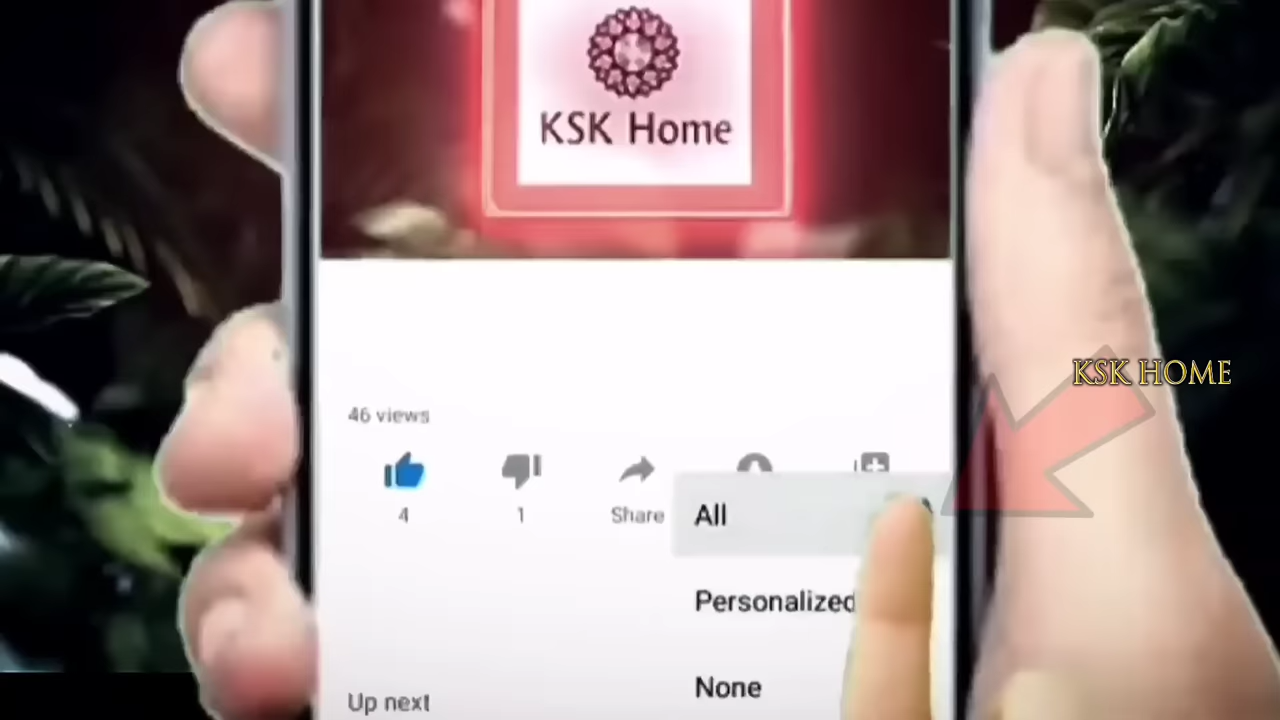 KSK Home
KSK HOME
46 views
4
1
Share
All
Personalized
None
Up next